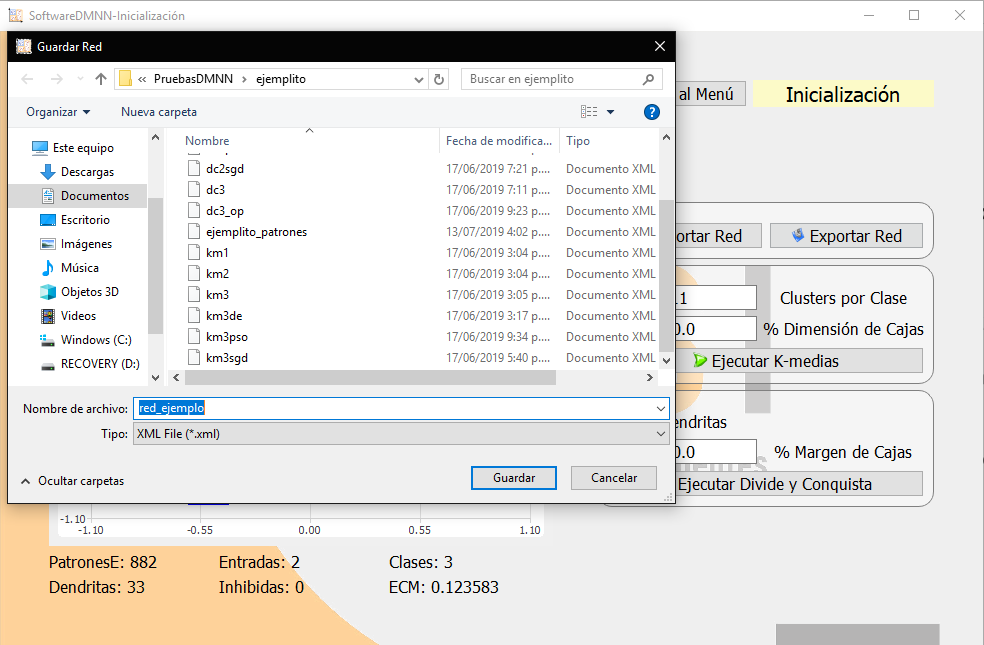 SoftwareDMNN-Inicialización
Guardar Red
« PruebasDMNN › ejemplito
Buscar en ejemplito
Organizar
Nueva carpeta
?
Este equipo
Descargas
Documentos
Escritorio
Imágenes
Música
Objetos 3D
Videos
Windows (C:)
RECOVERY (D:)
Nombre Fecha de modifica... Tipo
dc2sgd 17/06/2019 7:21 p.... Documento XML
dc3 17/06/2019 7:11 p.... Documento XML
dc3_op 17/06/2019 9:23 p.... Documento XML
ejemplito_patrones 13/07/2019 4:02 p.... Documento XML
km1 17/06/2019 3:04 p.... Documento XML
km2 17/06/2019 3:04 p.... Documento XML
km3 17/06/2019 3:05 p.... Documento XML
km3de 17/06/2019 3:17 p.... Documento XML
km3pso 17/06/2019 9:34 p.... Documento XML
km3sgd 17/06/2019 5:40 p.... Documento XML
Nombre de archivo: red_ejemplo
Tipo: XML File (*.xml)
Ocultar carpetas
Guardar
Cancelar
al Menú
Inicialización
ortar Red
Exportar Red
.1 Clusters por Clase
0.0 % Dimensión de Cajas
Ejecutar K-medias
endritas
0.0 % Margen de Cajas
Ejecutar Divide y Conquista
-1.10
-1.10 -0.55 0.00 0.55 1.10
PatronesE: 882 Entradas: 2 Clases: 3
Dendritas: 33 Inhibidas: 0 ECM: 0.123583